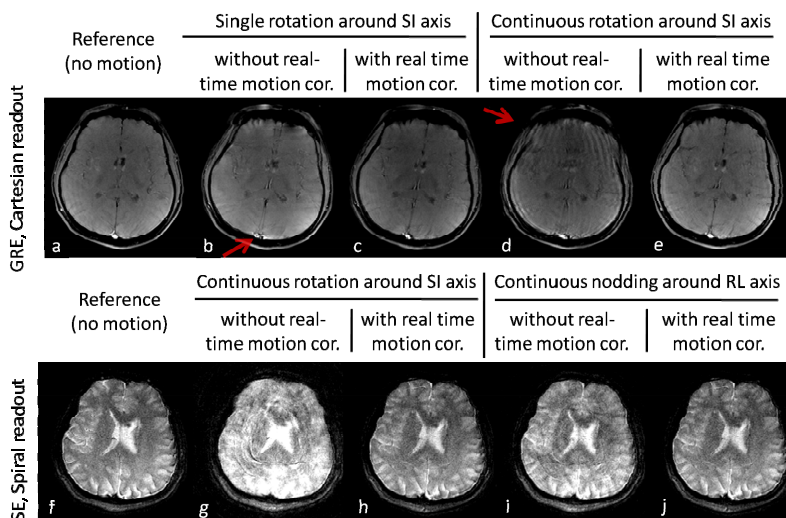 Reference
(no motion)
Single rotation around SI axis
without real-
time motion cor.
with real time
motion cor.
Continuous rotation around SI axis
without real-
time motion cor.
with real time
motion cor.
GRE, Cartesian readout
a
b
c
d
e
Reference
(no motion)
Continuous rotation around SI axis
without real-
time motion cor.
with real time
motion cor.
Continuous nodding around RL axis
without real-
time motion cor.
with real time
motion cor.
SE, Spiral readout
f
g
h
i
j